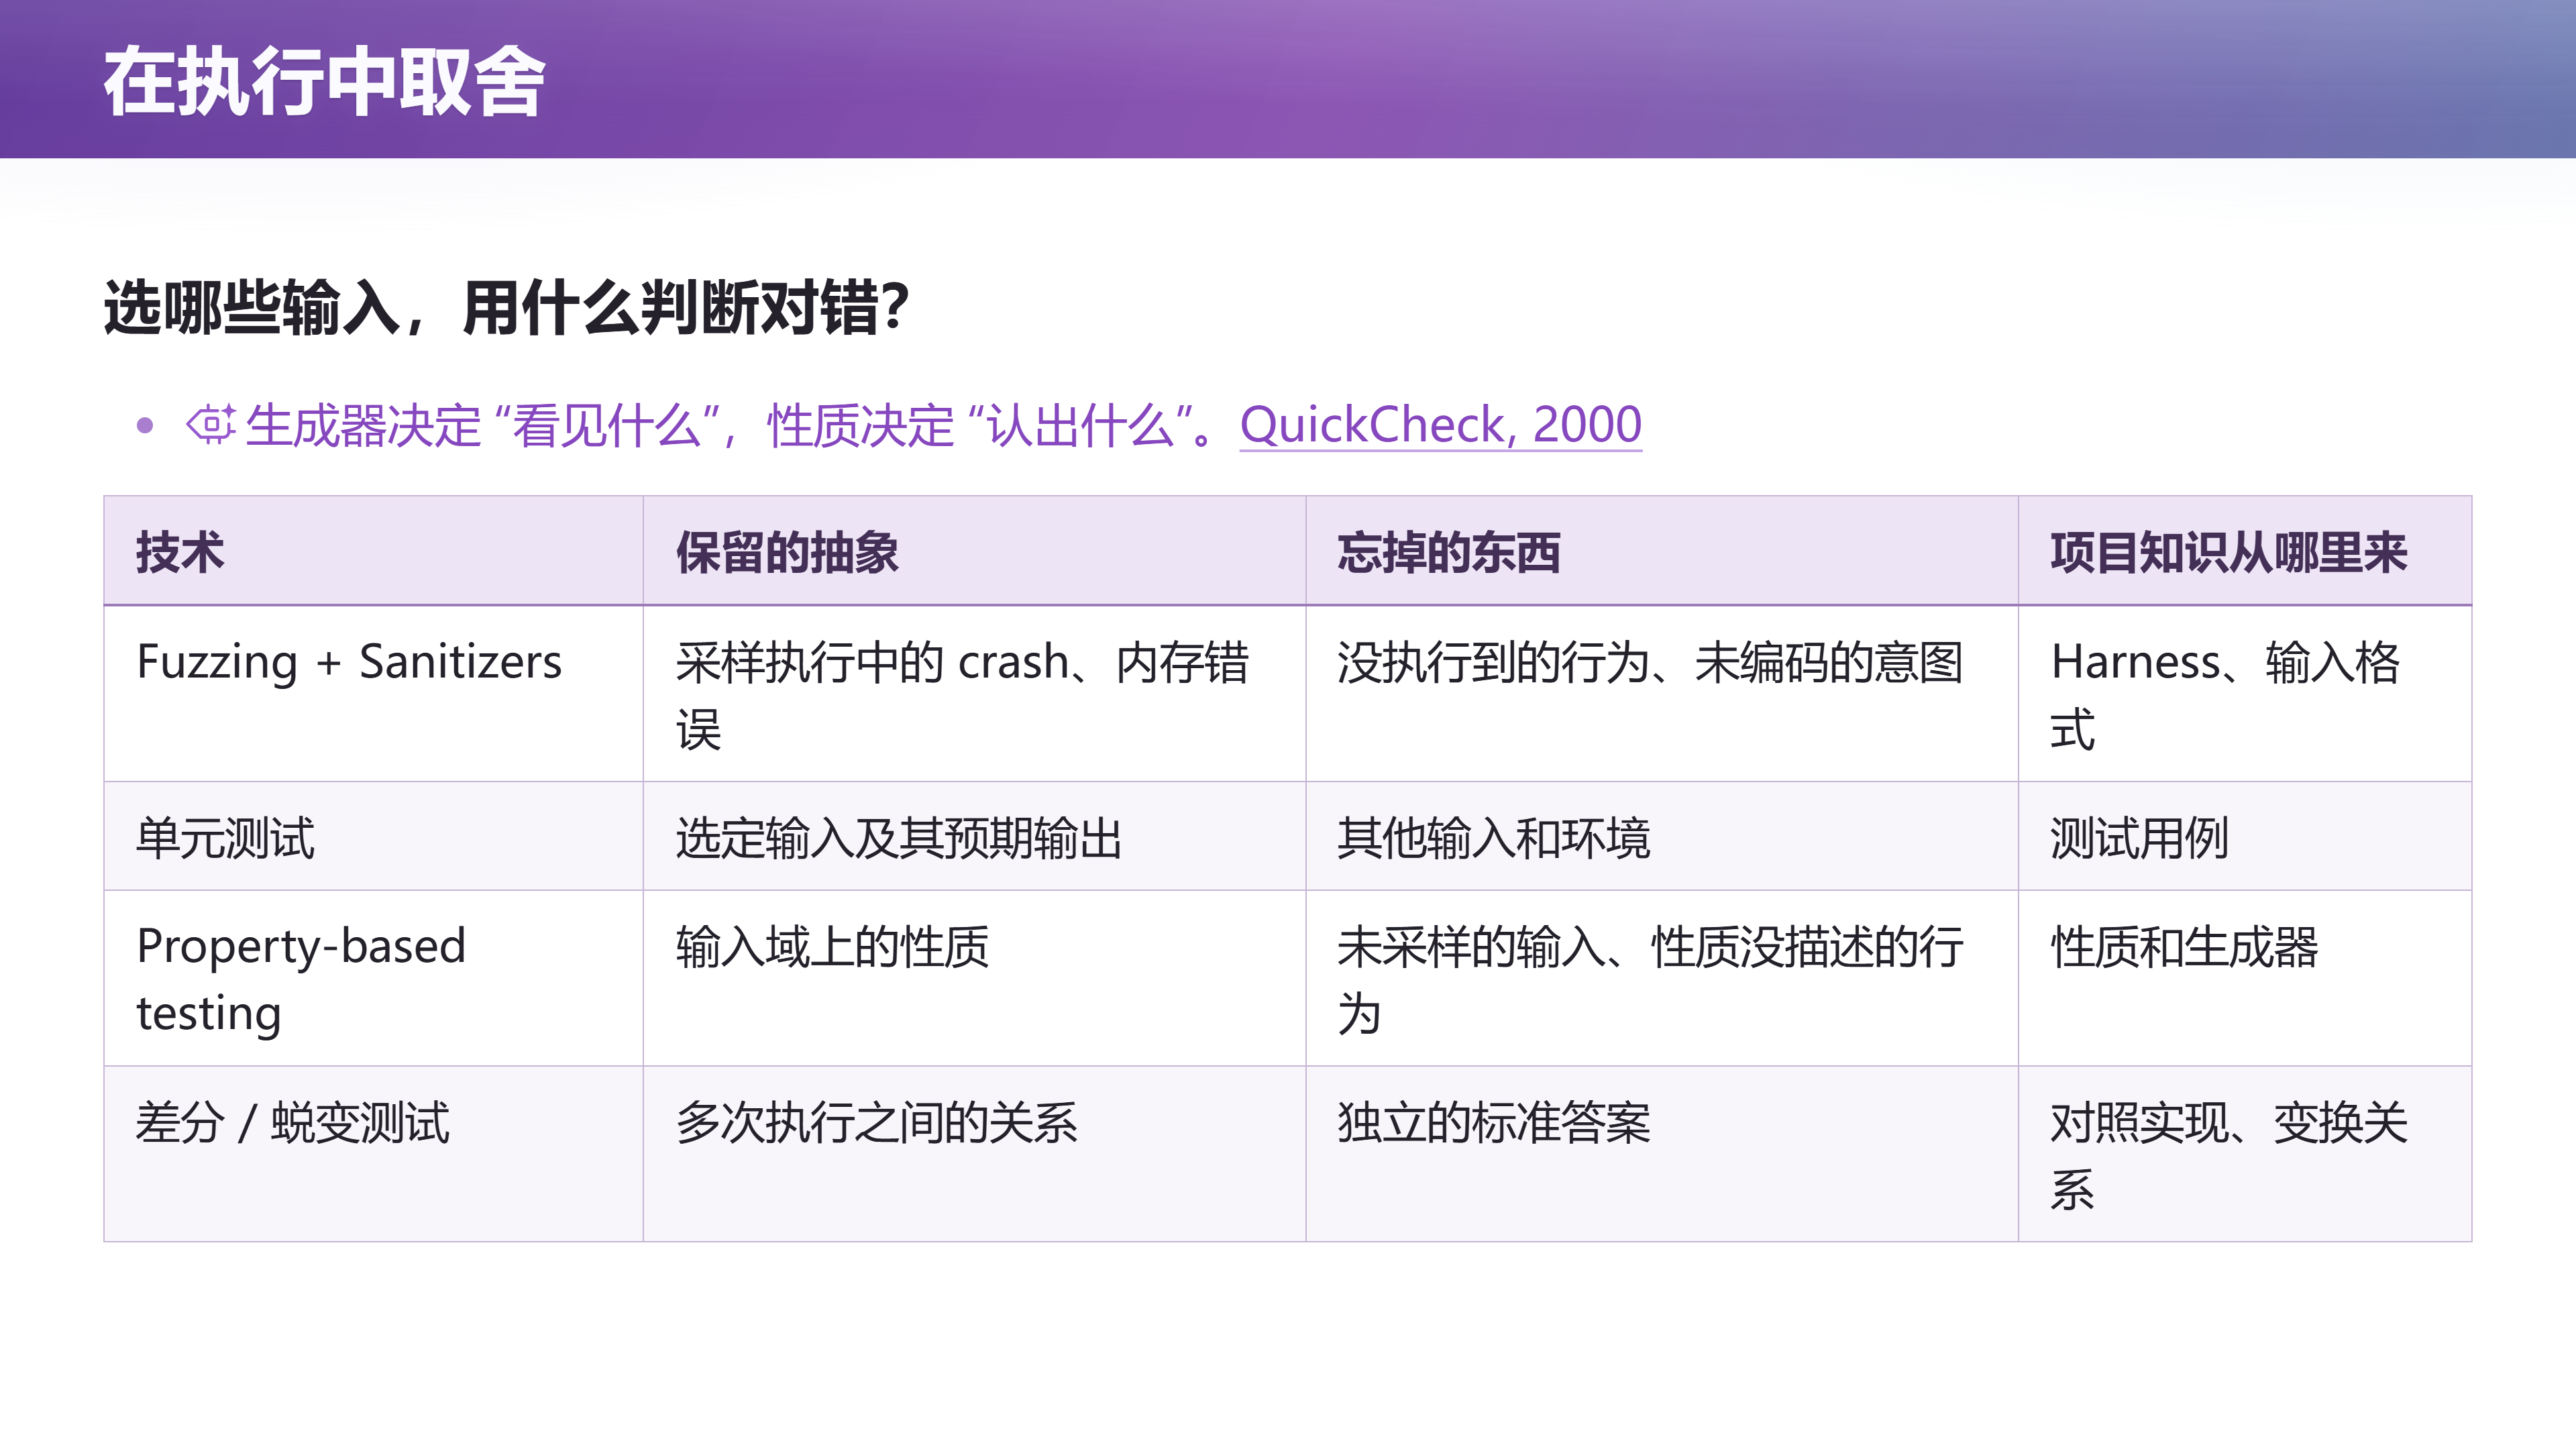 在执行中取舍
选哪些输入，用什么判断对错？
生成器决定 “看见什么”，性质决定 “认出什么”。QuickCheck, 2000
技术
保留的抽象
忘掉的东西
项目知识从哪里来
Fuzzing + Sanitizers
采样执行中的 crash、内存错
误
没执行到的行为、未编码的意图
Harness、输入格
式
单元测试
选定输入及其预期输出
其他输入和环境
测试用例
Property-based
testing
输入域上的性质
未采样的输入、性质没描述的行
为
性质和生成器
差分 / 蜕变测试
多次执行之间的关系
独立的标准答案
对照实现、变换关
系